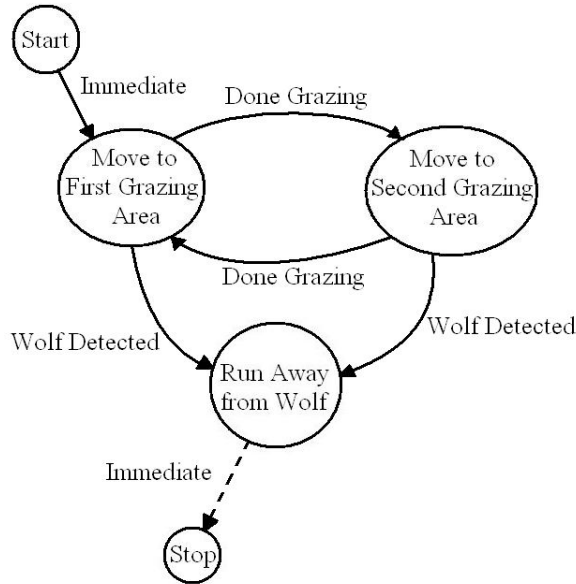 Start
Immediate
Done Grazing
Move to
First Grazing
Area
Move to
Second Grazing
Area
Done Grazing
Wolf Detected
Wolf Detected
Run Away
from Wolf
Immediate
Stop